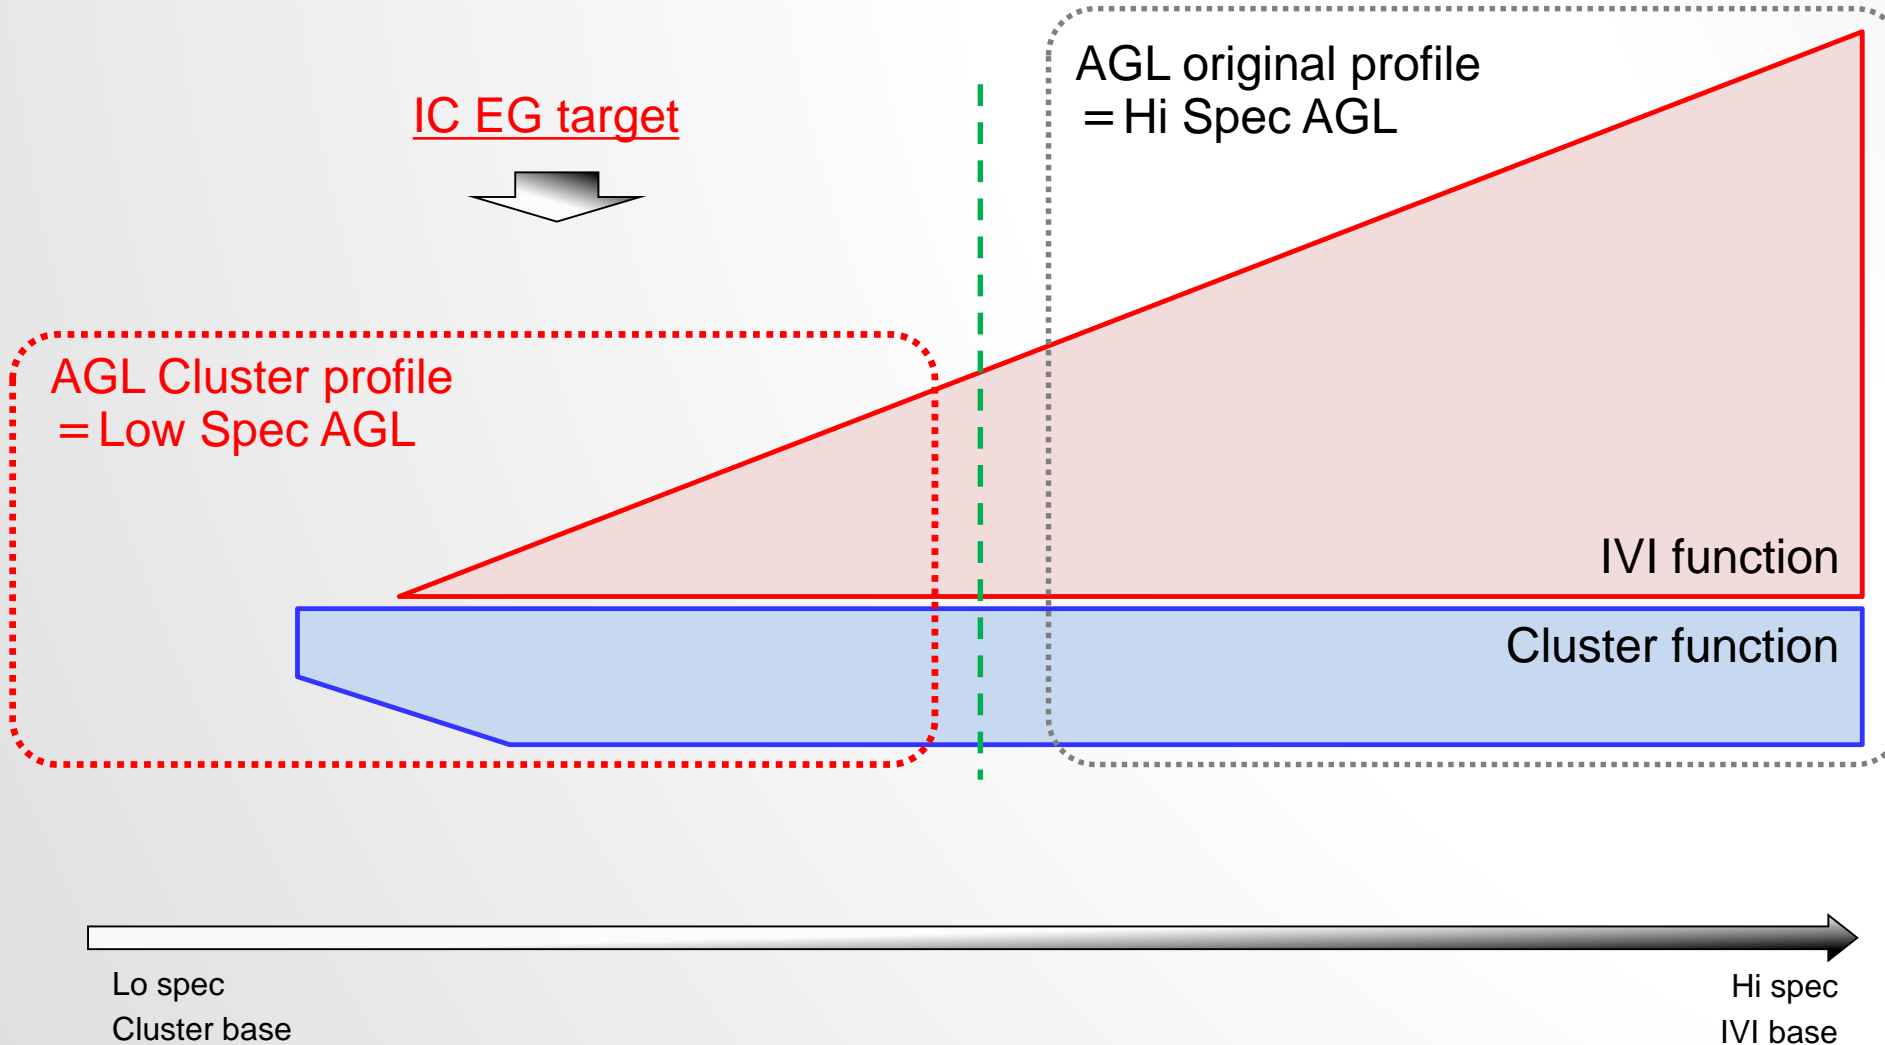 IC EG target
AGL original profile
＝Hi Spec AGL
AGL Cluster profile
＝Low Spec AGL
IVI function
Cluster function
Lo spec
Cluster base
Hi spec
IVI base